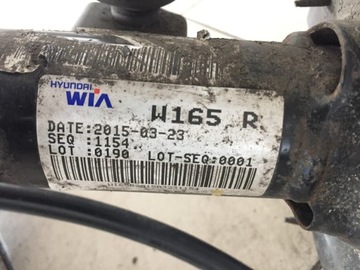 HYUNDAI
WIA
W165 R
DATE:2015-03-23
SEQ :1154
LOT :0190 LOT-SEQ:0001